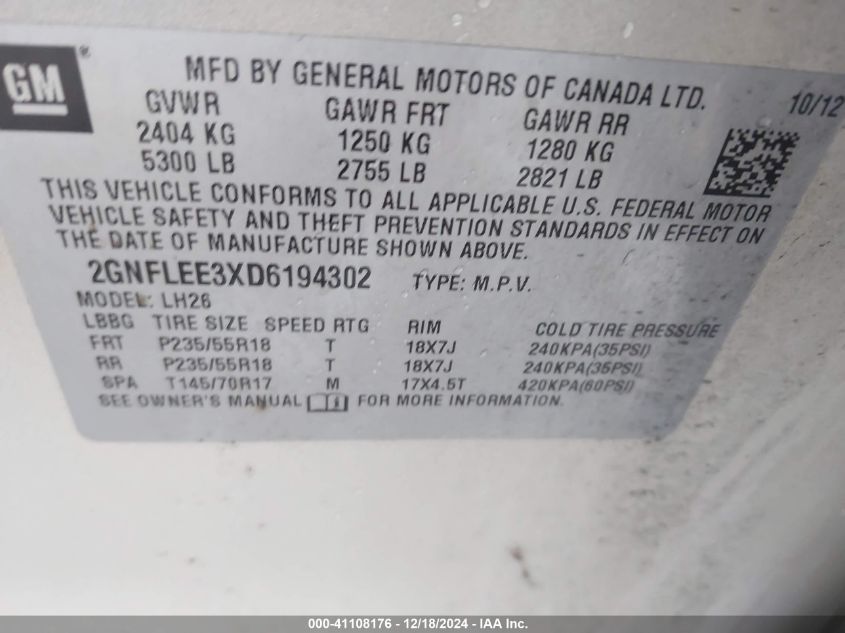 GM ®
MFD BY GENERAL MOTORS OF CANADA LTD.
10/12
GVWR GAWR FRT GAWR RR
2404 KG 1250 KG 1280 KG
5300 LB 2755 LB 2821 LB
THIS VEHICLE CONFORMS TO ALL APPLICABLE U.S. FEDERAL MOTOR
VEHICLE SAFETY AND THEFT PREVENTION STANDARDS IN EFFECT ON
THE DATE OF MANUFACTURE SHOWN ABOVE.
2GNFLEE3XD6194302 TYPE: M.P.V.
MODEL: LH26
LBBG TIRE SIZE SPEED RTG RIM COLD TIRE PRESSURE
FRT P235/55R18 T 18X7J 240KPA(35PSI)
RR P235/55R18 T 18X7J 240KPA(35PSI)
SPA T145/70R17 M 17X4.5T 420KPA(60PSI)
SEE OWNER'S MANUAL FOR MORE INFORMATION.
000-41108176 - 12/18/2024 - IAA Inc.